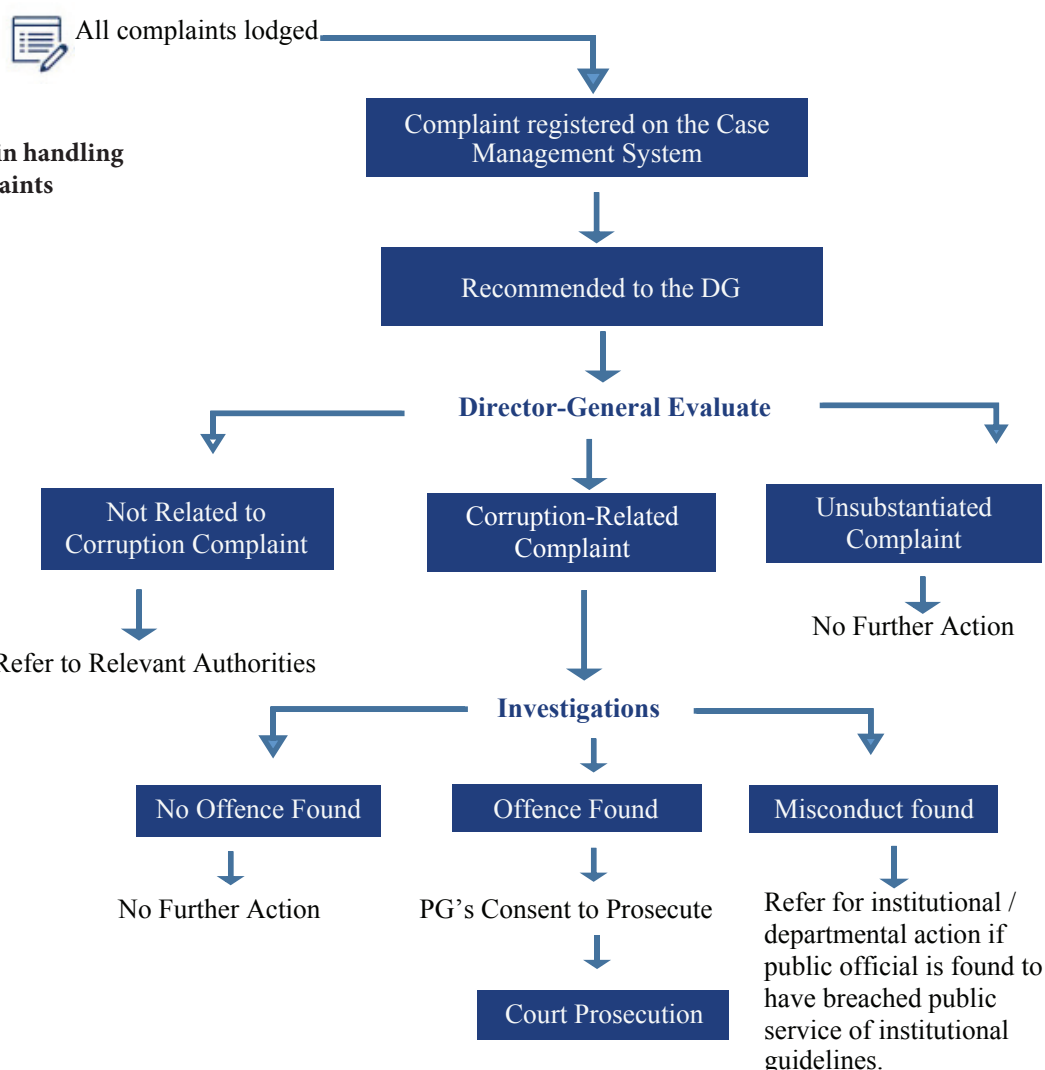 All complaints lodged
in handling
aints
Complaint registered on the Case
Management System
Recommended to the DG
Director-General Evaluate
Not Related to
Corruption Complaint
Corruption-Related
Complaint
Unsubstantiated
Complaint
Refer to Relevant Authorities
No Further Action
Investigations
No Offence Found
Offence Found
Misconduct found
No Further Action
PG’s Consent to Prosecute
Refer for institutional /
departmental action if
public official is found to
have breached public
service of institutional
guidelines.
Court Prosecution